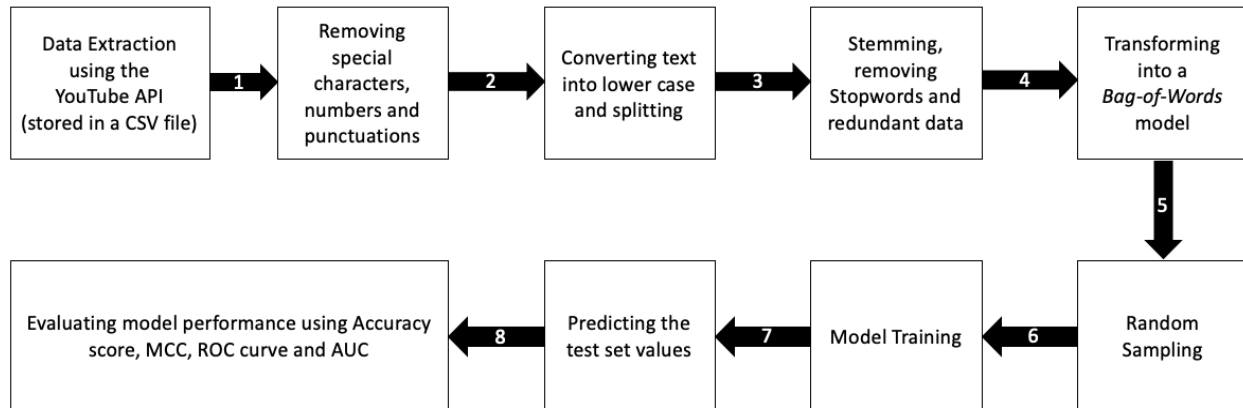 Data Extraction
using the
YouTube API
(stored in a CSV file)
1
Removing
special
characters,
numbers and
punctuations
2
Converting text
into lower case
and splitting
3
Stemming,
removing
Stopwords and
redundant data
4
Transforming
into a
Bag-of-Words
model
5
Random
Sampling
6
Model Training
7
Predicting the
test set values
8
Evaluating model performance using Accuracy
score, MCC, ROC curve and AUC